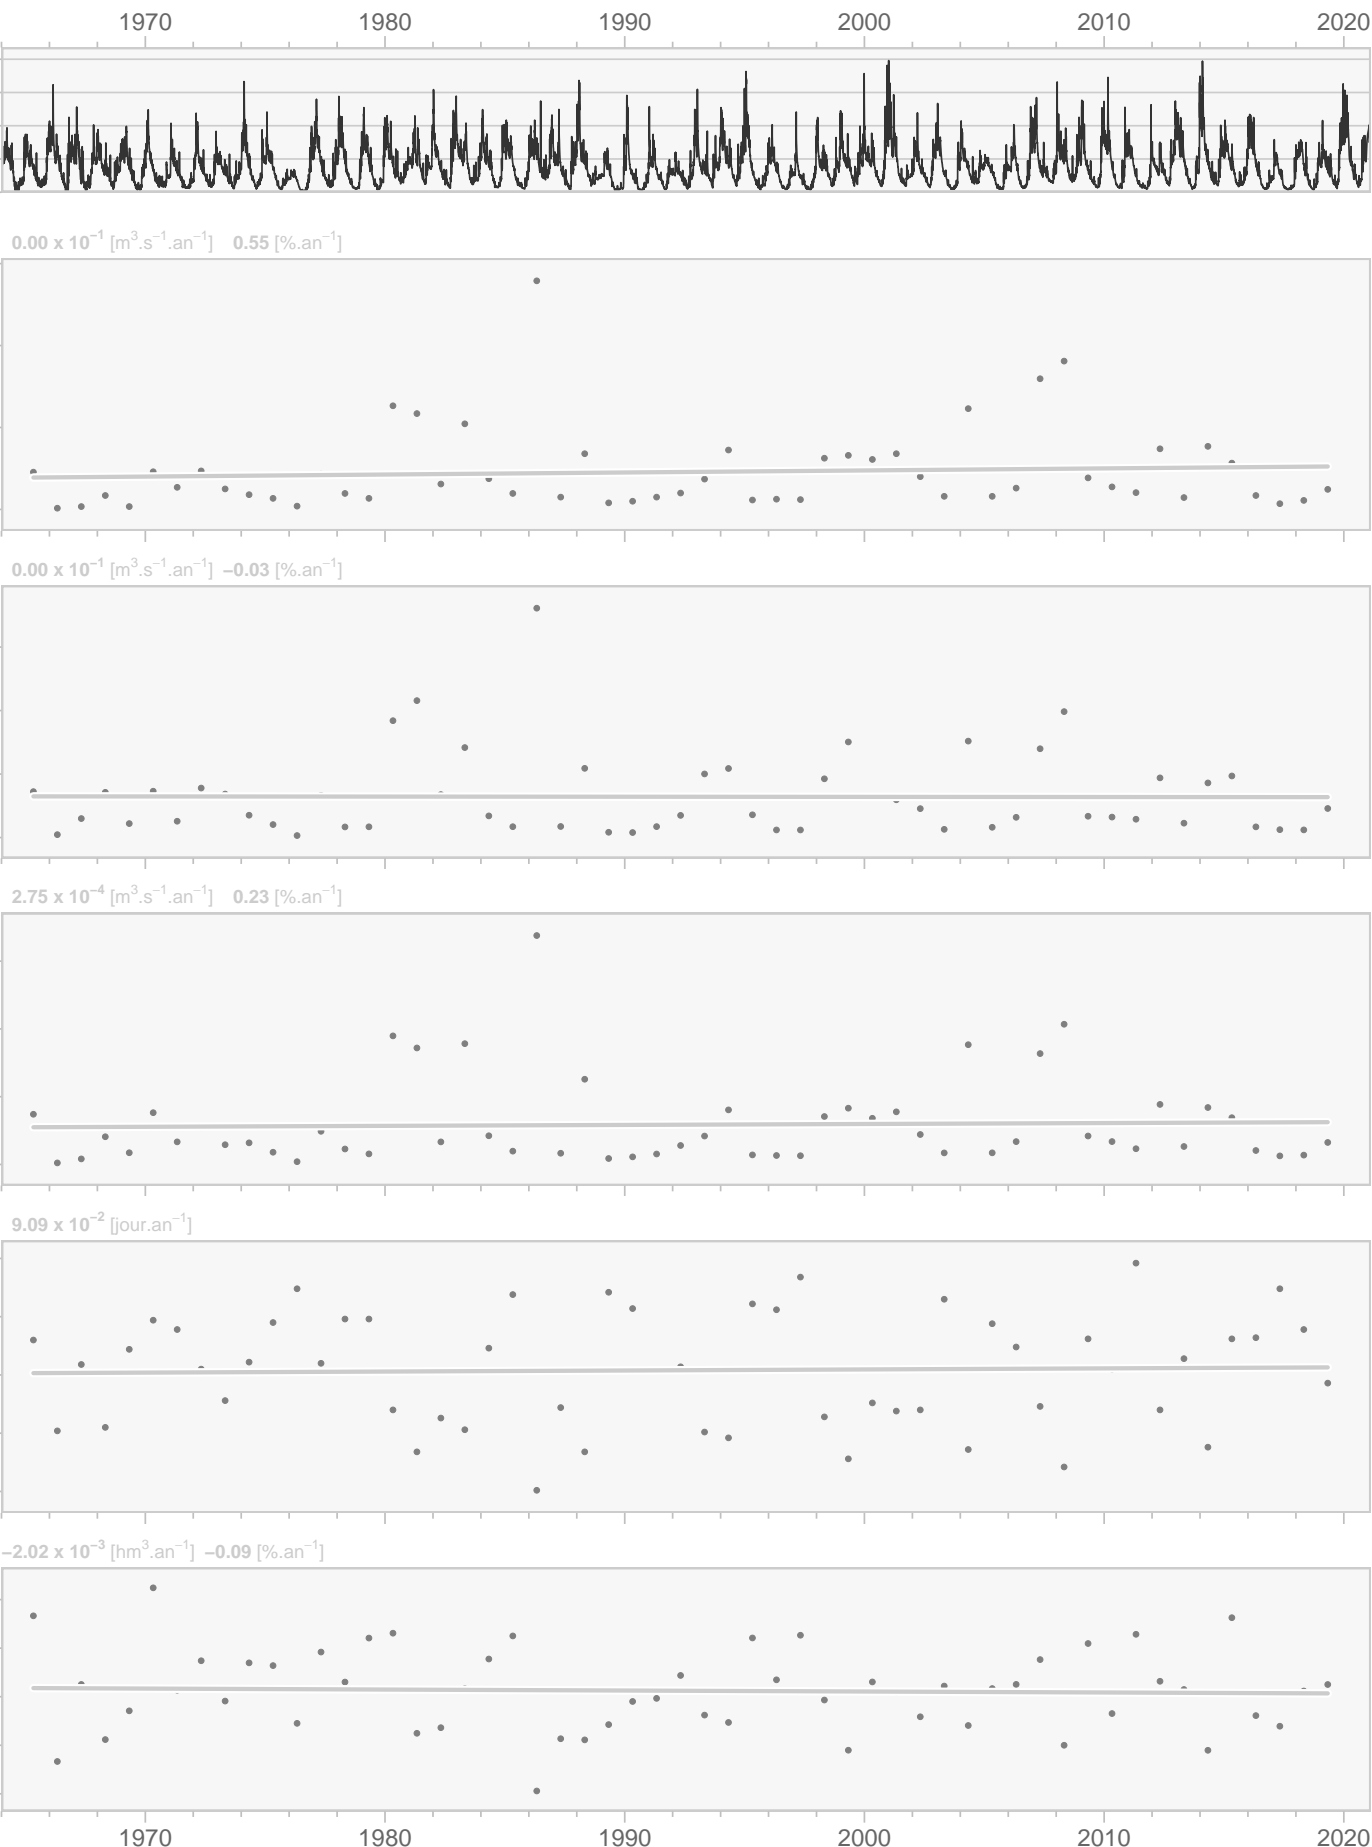 1970 1980 1990 2000 2010 2020
0.00 x 10⁻¹ [m³.s⁻¹.an⁻¹] 0.55 [%.an⁻¹]
0.00 x 10⁻¹ [m³.s⁻¹.an⁻¹] −0.03 [%.an⁻¹]
2.75 x 10⁻⁴ [m³.s⁻¹.an⁻¹] 0.23 [%.an⁻¹]
9.09 x 10⁻² [jour.an⁻¹]
−2.02 x 10⁻³ [hm³.an⁻¹] −0.09 [%.an⁻¹]
1970 1980 1990 2000 2010 2020